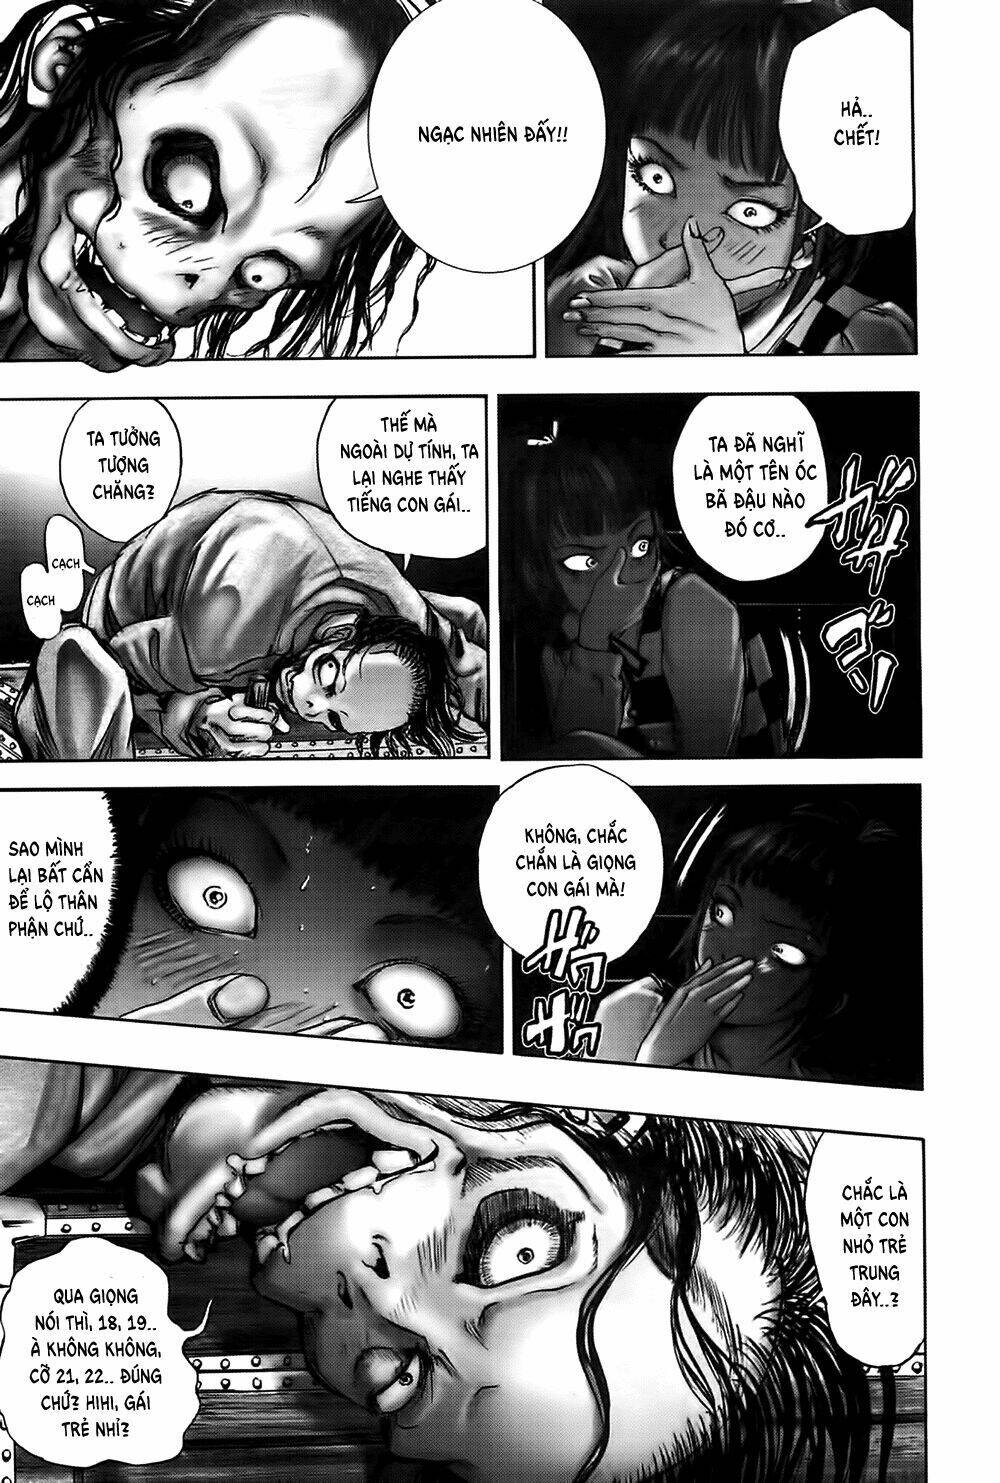 HẢ..
CHẾT!
NGẠC NHIÊN ĐẤY!!
TA ĐÃ NGHĨ
LÀ MỘT TÊN ÓC
BÃ ĐẬU NÀO
ĐÓ CƠ..
THẾ MÀ
NGOÀI DỰ TÍNH, TA
LẠI NGHE THẤY
TIẾNG CON GÁI..
TA TƯỞNG
TƯỢNG
CHĂNG?
CẠCH
CẠCH
KHÔNG, CHẮC
CHẮN LÀ GIỌNG
CON GÁI MÀ!
ザワ
ザワ
SAO MÌNH
LẠI BẤT CẨN
ĐỂ LỘ THÂN
PHẬN CHỨ..
CHẮC LÀ
MỘT CON
NHỎ TRẺ
TRUNG
ĐÂY..?
QUA GIỌNG
NÓI THÌ, 18, 19..
À KHÔNG KHÔNG,
CỠ 21, 22.. ĐÚNG
CHỨ? HIHI, GÁI
TRẺ NHỈ?